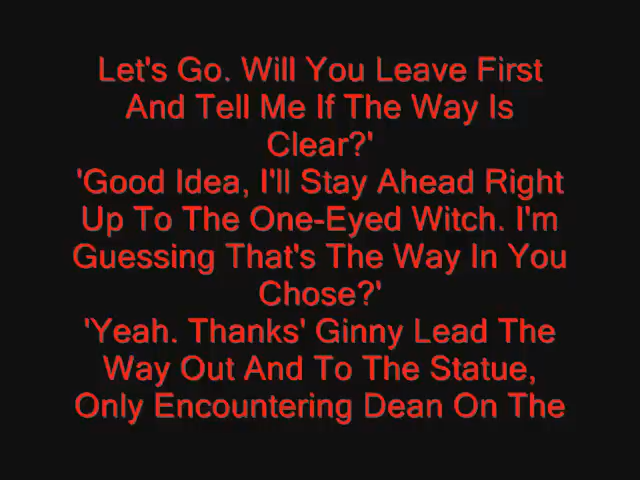 Let's Go. Will You Leave First
And Tell Me If The Way Is
Clear?'
'Good Idea, I'll Stay Ahead Right
Up To The One-Eyed Witch. I'm
Guessing That's The Way In You
Chose?'
'Yeah. Thanks' Ginny Lead The
Way Out And To The Statue,
Only Encountering Dean On The